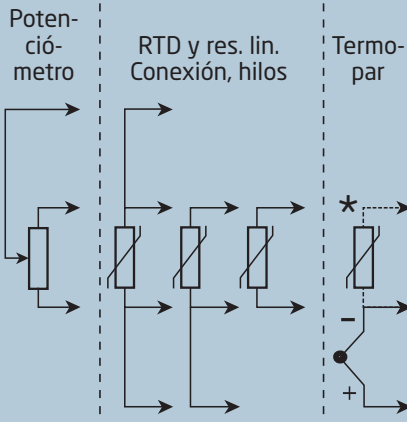 Poten-
ció-
metro
RTD y res. lin.
Conexión, hilos
Termo-
par
*
−
+